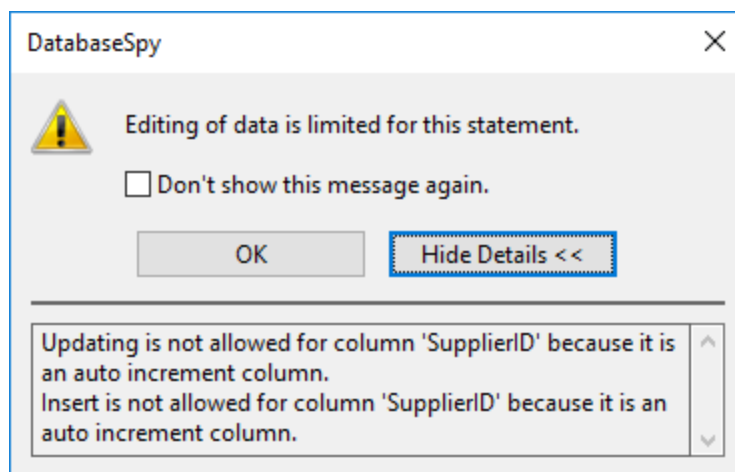 DatabaseSpy
Editing of data is limited for this statement.
Don't show this message again.
OK
Hide Details <<
Updating is not allowed for column 'SupplierID' because it is
an auto increment column.
Insert is not allowed for column 'SupplierID' because it is an
auto increment column.